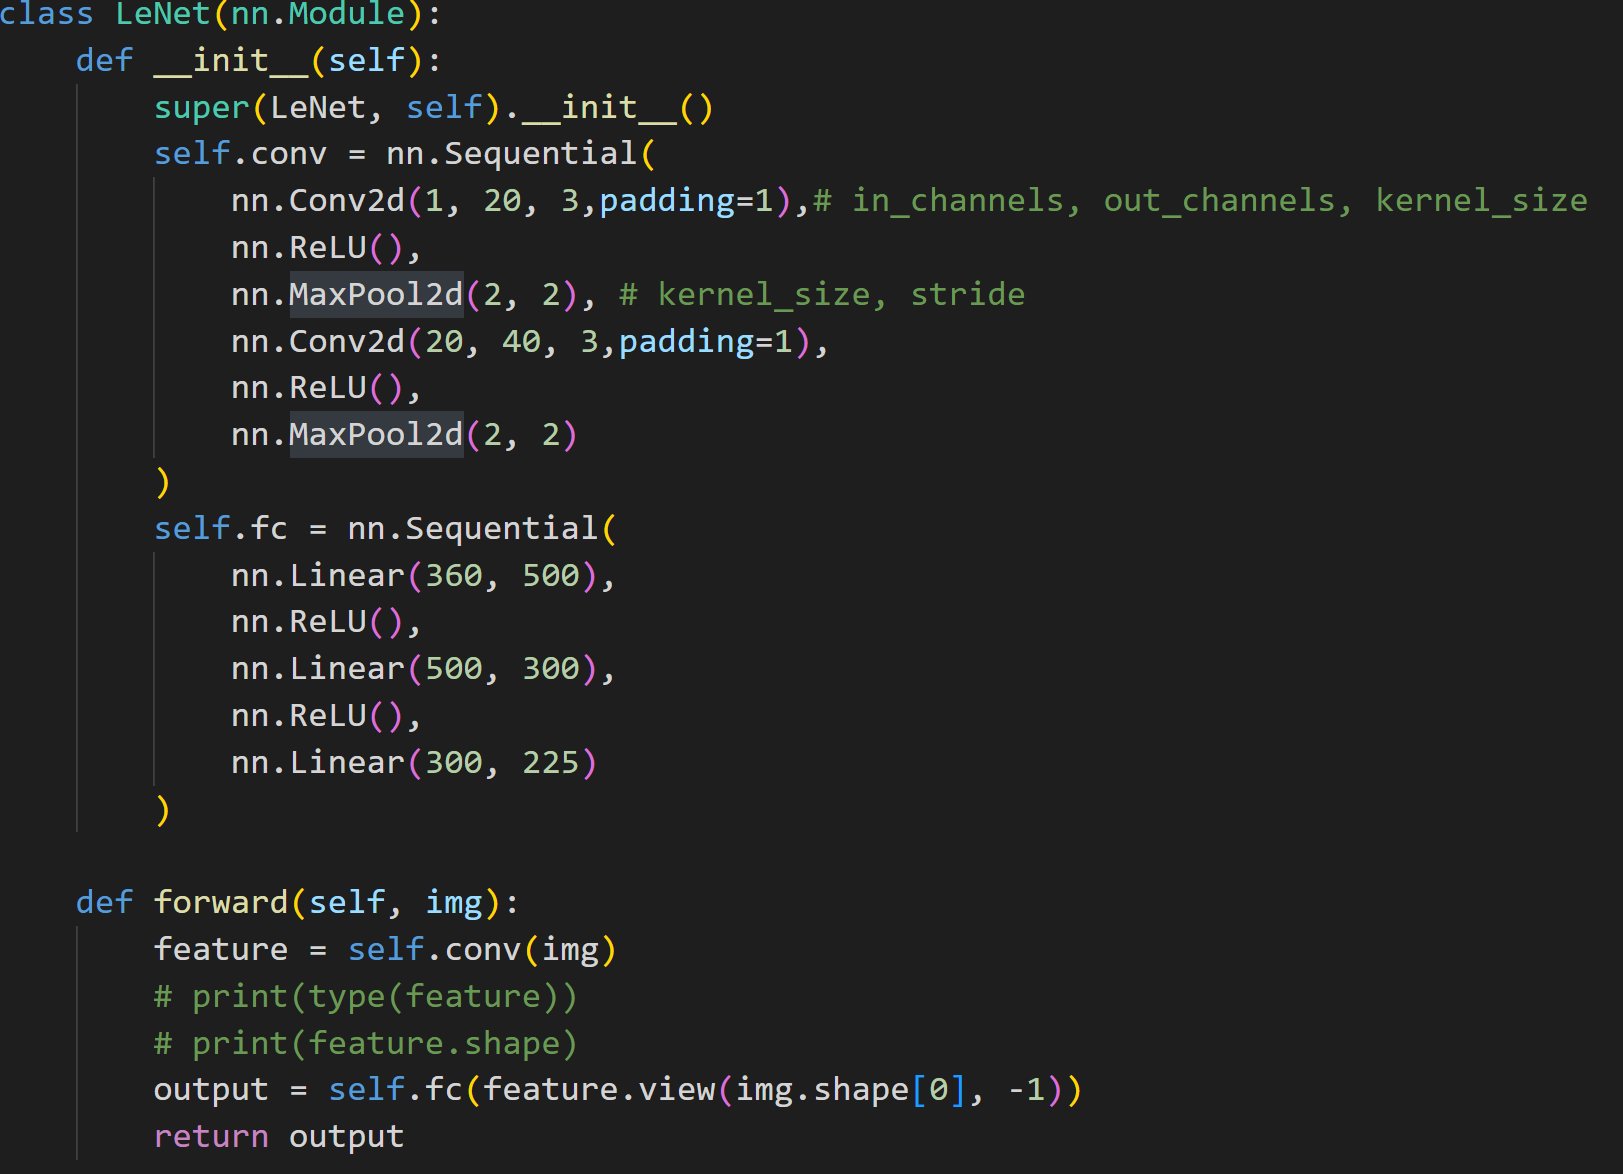 class LeNet(nn.Module):
    def __init__(self):
        super(LeNet, self).__init__()
        self.conv = nn.Sequential(
            nn.Conv2d(1, 20, 3,padding=1),# in_channels, out_channels, kernel_size
            nn.ReLU(),
            nn.MaxPool2d(2, 2), # kernel_size, stride
            nn.Conv2d(20, 40, 3,padding=1),
            nn.ReLU(),
            nn.MaxPool2d(2, 2)
        )
        self.fc = nn.Sequential(
            nn.Linear(360, 500),
            nn.ReLU(),
            nn.Linear(500, 300),
            nn.ReLU(),
            nn.Linear(300, 225)
        )
    def forward(self, img):
        feature = self.conv(img)
        # print(type(feature))
        # print(feature.shape)
        output = self.fc(feature.view(img.shape[0], -1))
        return output